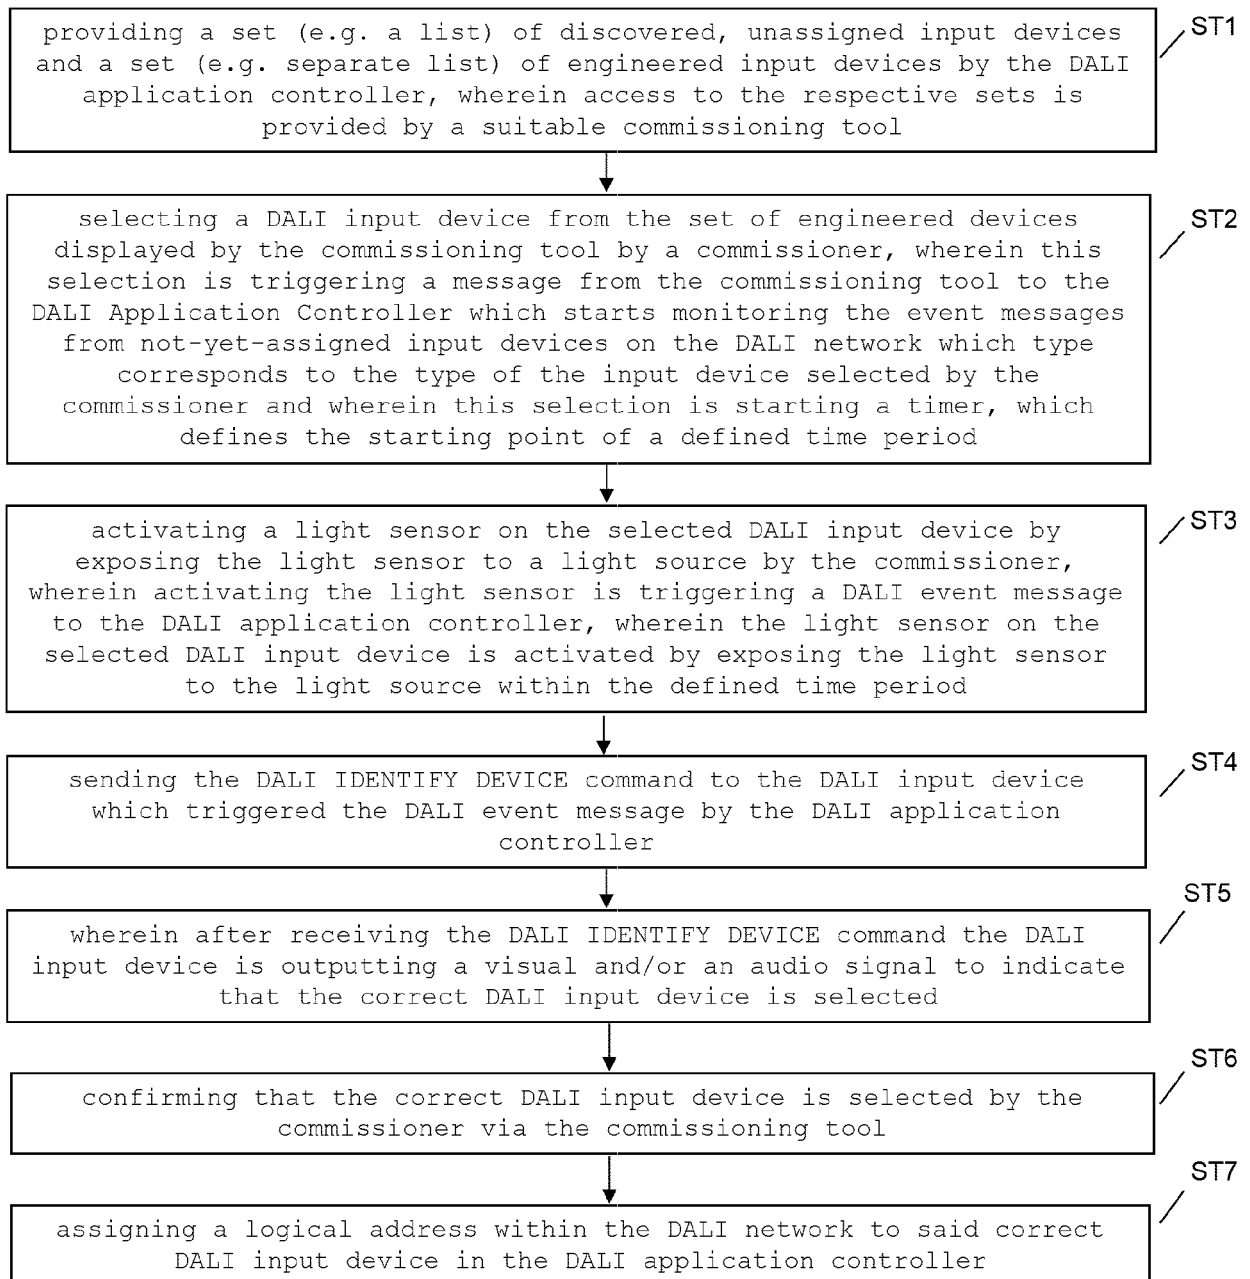 providing a set (e.g. a list) of discovered, unassigned input devices
and a set (e.g. separate list) of engineered input devices by the DALI
application controller, wherein access to the respective sets is
provided by a suitable commissioning tool
ST1
selecting a DALI input device from the set of engineered devices
displayed by the commissioning tool by a commissioner, wherein this
selection is triggering a message from the commissioning tool to the
DALI Application Controller which starts monitoring the event messages
from not-yet-assigned input devices on the DALI network which type
corresponds to the type of the input device selected by the
commissioner and wherein this selection is starting a timer, which
defines the starting point of a defined time period
ST2
activating a light sensor on the selected DALI input device by
exposing the light sensor to a light source by the commissioner,
wherein activating the light sensor is triggering a DALI event message
to the DALI application controller, wherein the light sensor on the
selected DALI input device is activated by exposing the light sensor
to the light source within the defined time period
ST3
sending the DALI IDENTIFY DEVICE command to the DALI input device
which triggered the DALI event message by the DALI application
controller
ST4
wherein after receiving the DALI IDENTIFY DEVICE command the DALI
input device is outputting a visual and/or an audio signal to indicate
that the correct DALI input device is selected
ST5
confirming that the correct DALI input device is selected by the
commissioner via the commissioning tool
ST6
assigning a logical address within the DALI network to said correct
DALI input device in the DALI application controller
ST7